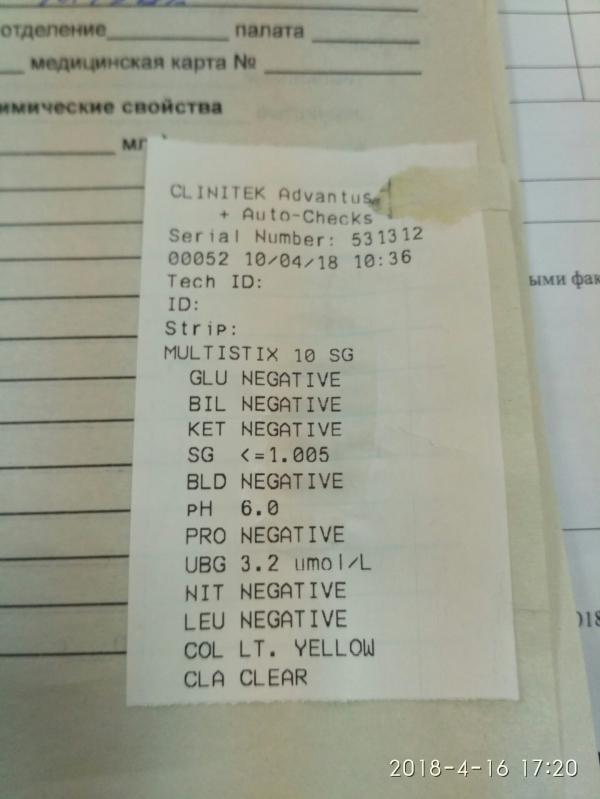 отделение палата
медицинская карта №
имические свойства
мл
CLINITEK Advantus
+ Auto-Checks
Serial Number: 531312
00052 10/04/18 10:36
Tech ID:
ID:
Strip:
MULTISTIX 10 SG
GLU NEGATIVE
BIL NEGATIVE
KET NEGATIVE
SG <=1.005
BLD NEGATIVE
pH 6.0
PRO NEGATIVE
UBG 3.2 umol/L
NIT NEGATIVE
LEU NEGATIVE
COL LT. YELLOW
CLA CLEAR
ыми фак
018
2018-4-16 17:20